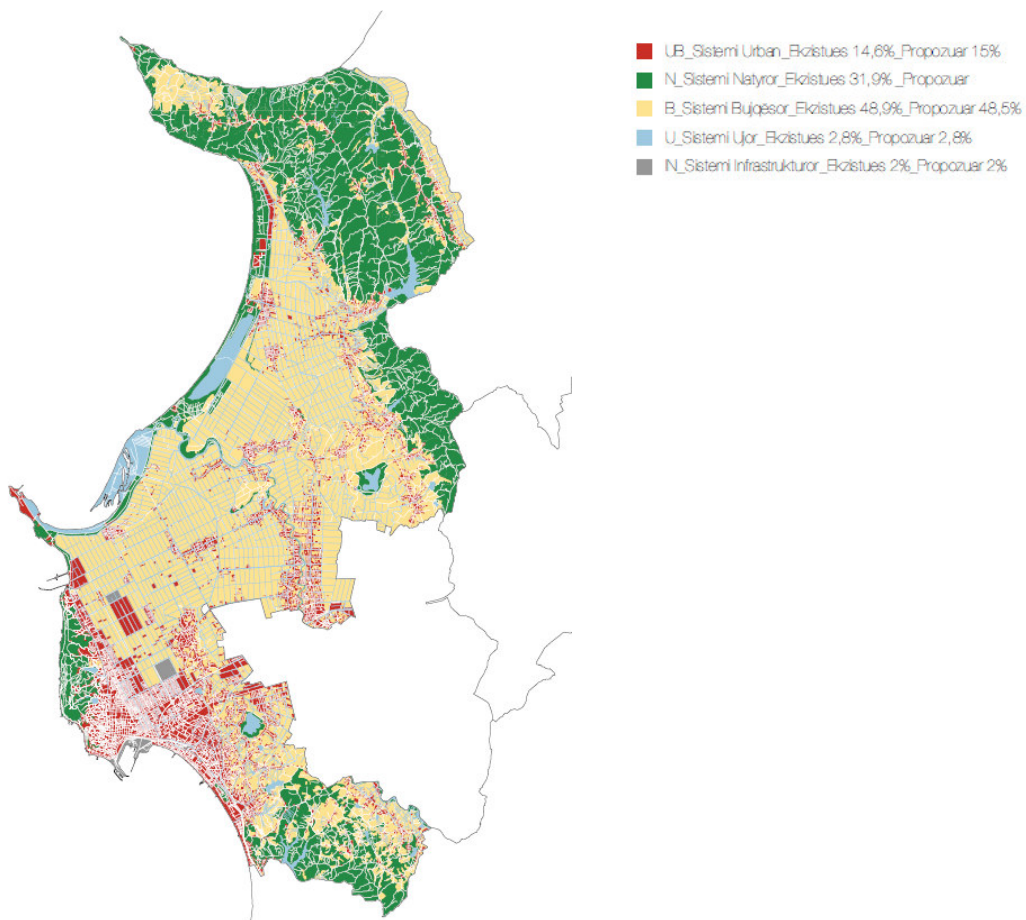 UB_Sistemi Urban_Ekzistues 14,6%_Propozuar 15%
N_Sistemi Natyror_Ekzistues 31,9% _Propozuar
B_Sistemi Bujqësor_Ekzistues 48,9%_Propozuar 48,5%
U_Sistemi Ujor_Ekzistues 2,8%_Propozuar 2,8%
IN_Sistemi Infrastrukturor_Ekzistues 2%_Propozuar 2%